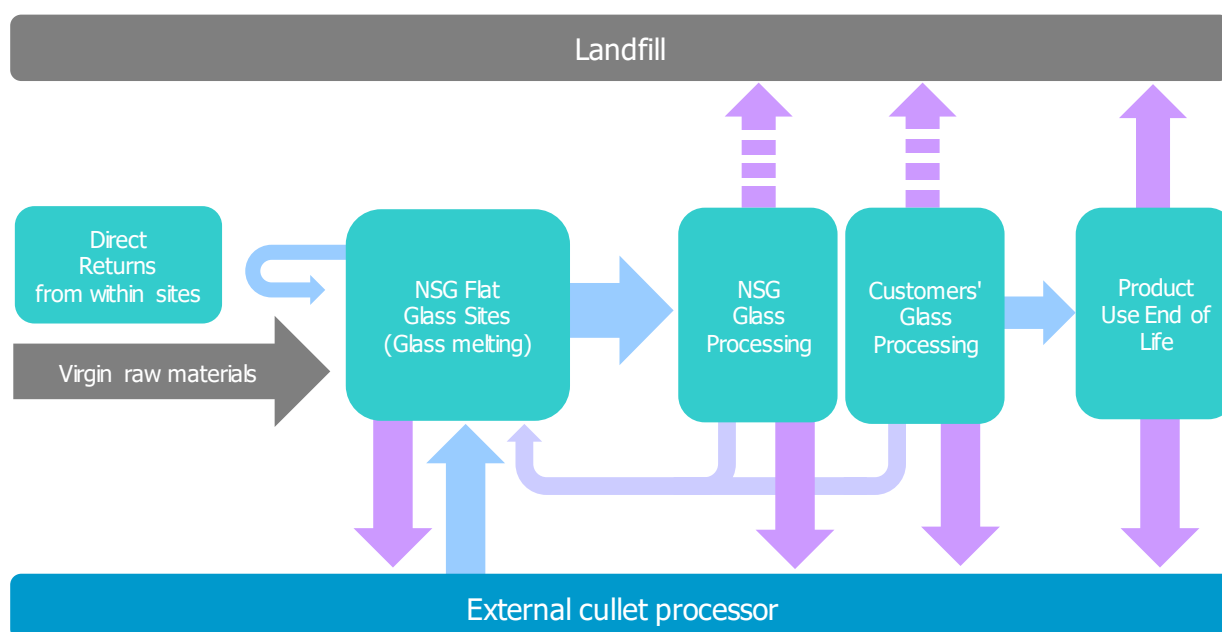 Landfill
Direct
Returns
from within sites
NSG Flat
Glass Sites
(Glass melting)
NSG
Glass
Processing
Customers'
Glass
Processing
Product
Use End of
Life
Virgin raw materials
External cullet processor